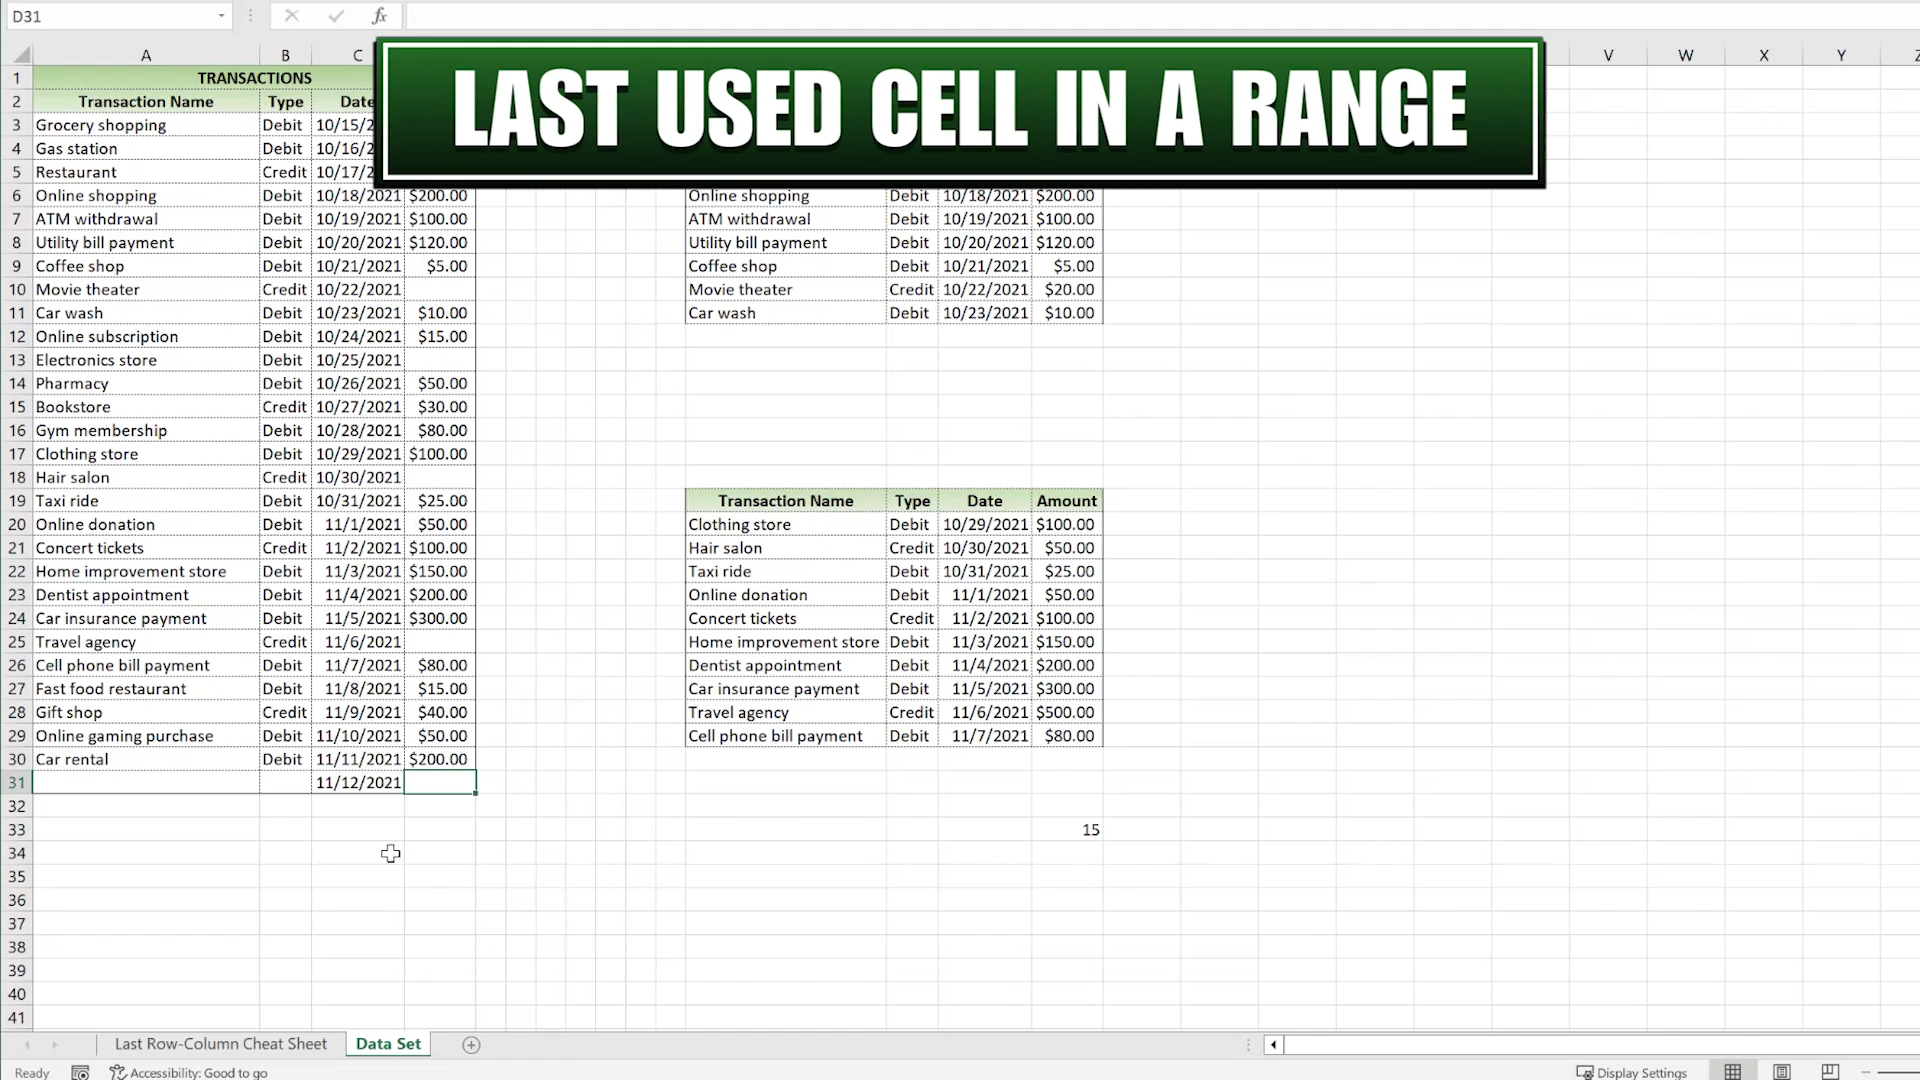 D31
fx
LAST USED CELL IN A RANGE
A B C V W X Y Z
1 TRANSACTIONS
2 Transaction Name Type Date
3 Grocery shopping Debit 10/15/2
4 Gas station Debit 10/16/2
5 Restaurant Credit 10/17/2
6 Online shopping Debit 10/18/2021 $200.00 Online shopping Debit 10/18/2021 $200.00
7 ATM withdrawal Debit 10/19/2021 $100.00 ATM withdrawal Debit 10/19/2021 $100.00
8 Utility bill payment Debit 10/20/2021 $120.00 Utility bill payment Debit 10/20/2021 $120.00
9 Coffee shop Debit 10/21/2021 $5.00 Coffee shop Debit 10/21/2021 $5.00
10 Movie theater Credit 10/22/2021 Movie theater Credit 10/22/2021 $20.00
11 Car wash Debit 10/23/2021 $10.00 Car wash Debit 10/23/2021 $10.00
12 Online subscription Debit 10/24/2021 $15.00
13 Electronics store Debit 10/25/2021
14 Pharmacy Debit 10/26/2021 $50.00
15 Bookstore Credit 10/27/2021 $30.00
16 Gym membership Debit 10/28/2021 $80.00
17 Clothing store Debit 10/29/2021 $100.00
18 Hair salon Credit 10/30/2021
19 Taxi ride Debit 10/31/2021 $25.00 Transaction Name Type Date Amount
20 Online donation Debit 11/1/2021 $50.00 Clothing store Debit 10/29/2021 $100.00
21 Concert tickets Credit 11/2/2021 $100.00 Hair salon Credit 10/30/2021 $50.00
22 Home improvement store Debit 11/3/2021 $150.00 Taxi ride Debit 10/31/2021 $25.00
23 Dentist appointment Debit 11/4/2021 $200.00 Online donation Debit 11/1/2021 $50.00
24 Car insurance payment Debit 11/5/2021 $300.00 Concert tickets Credit 11/2/2021 $100.00
25 Travel agency Credit 11/6/2021 Home improvement store Debit 11/3/2021 $150.00
26 Cell phone bill payment Debit 11/7/2021 $80.00 Dentist appointment Debit 11/4/2021 $200.00
27 Fast food restaurant Debit 11/8/2021 $15.00 Car insurance payment Debit 11/5/2021 $300.00
28 Gift shop Credit 11/9/2021 $40.00 Travel agency Credit 11/6/2021 $500.00
29 Online gaming purchase Debit 11/10/2021 $50.00 Cell phone bill payment Debit 11/7/2021 $80.00
30 Car rental Debit 11/11/2021 $200.00
31 11/12/2021
32
33 15
34
35
36
37
38
39
40
41
Last Row-Column Cheat Sheet Data Set
Ready Accessibility: Good to go Display Settings